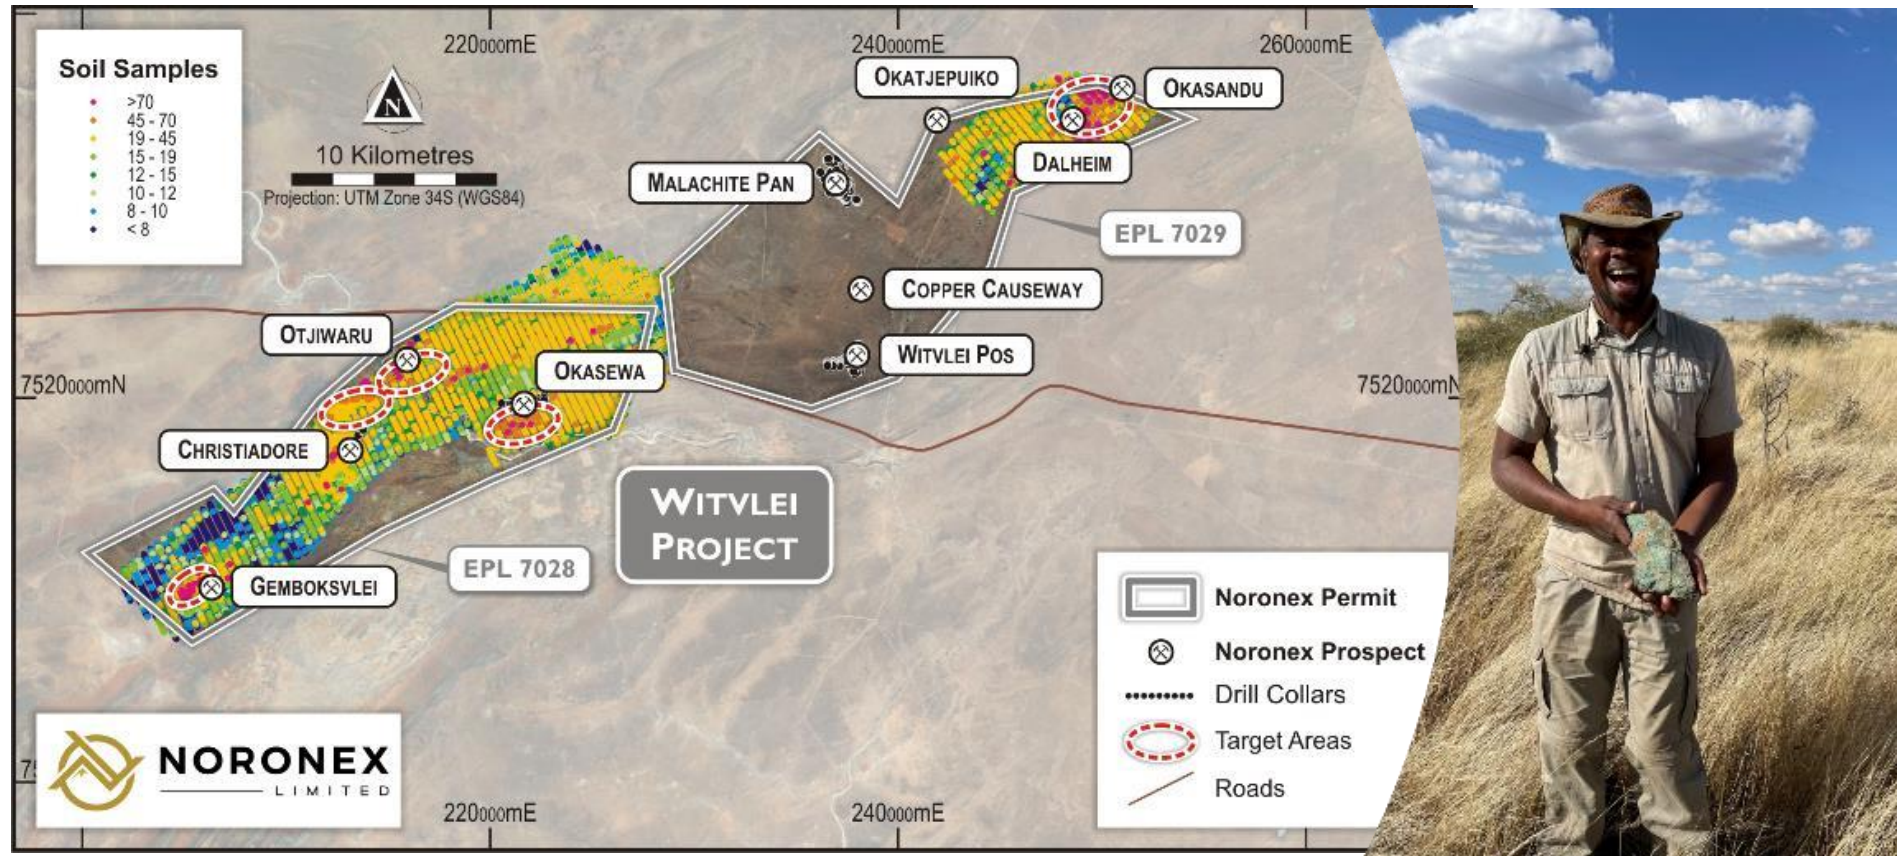 Soil Samples
>70
45 - 70
19 - 45
15 - 19
12 - 15
10 - 12
8 - 10
< 8
220000mE
240000mE
260000mE
N
10 Kilometres
Projection: UTM Zone 34S (WGS84)
OKATJEPUIKO
OKASANDU
DALHEIM
MALACHITE PAN
EPL 7029
COPPER CAUSEWAY
WITVLEI POS
OTJIWARU
OKASEWA
7520000mN
7520000mN
CHRISTIADORE
WITVLEI
PROJECT
EPL 7028
GEMBOKSVLEI
Noronex Permit
Noronex Prospect
Drill Collars
Target Areas
Roads
NORONEX
LIMITED
220000mE
240000mE